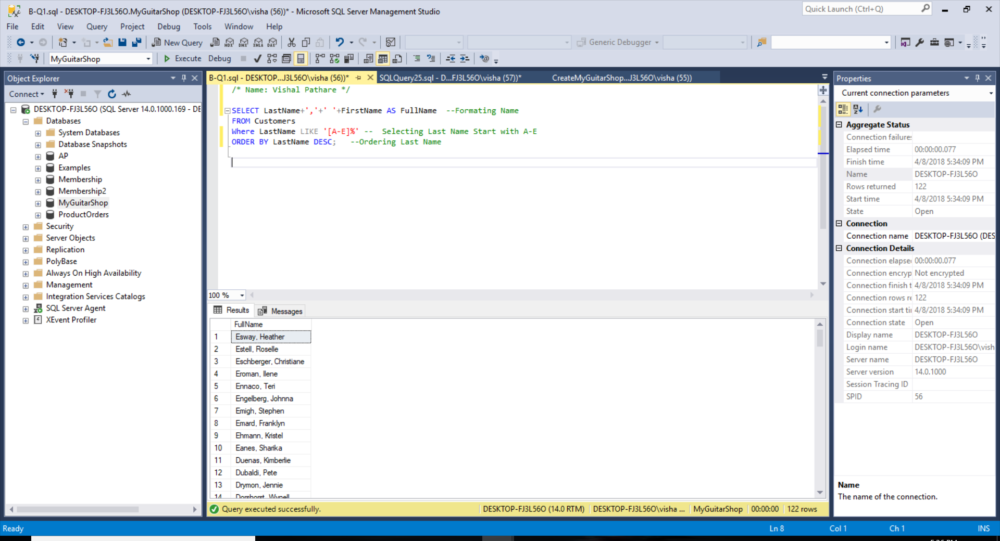 B-Q1.sql - DESKTOP-FJ3L56O.MyGuitarShop (DESKTOP-FJ3L56O\visha (56))* - Microsoft SQL Server Management Studio
Quick Launch (Ctrl+Q)
File Edit View Query Project Debug Tools Window Help
New Query MDX DMX XMLA DAX Generic Debugger
MyGuitarShop Execute Debug
Object Explorer
Connect
DESKTOP-FJ3L56O (SQL Server 14.0.1000.169 - DE
Databases
System Databases
Database Snapshots
AP
Examples
Membership
Membership2
MyGuitarShop
ProductOrders
Security
Server Objects
Replication
PolyBase
Always On High Availability
Management
Integration Services Catalogs
SQL Server Agent
XEvent Profiler
B-Q1.sql - DESKTOP...J3L56O\visha (56))* SQLQuery25.sql - D...FJ3L56O\visha (57))* CreateMyGuitarShop...J3L56O\visha (55))
/* Name: Vishal Pathare */
SELECT LastName+','+' '+FirstName AS FullName --Formating Name
FROM Customers
Where LastName LIKE '[A-E]%' -- Selecting Last Name Start with A-E
ORDER BY LastName DESC; --Ordering Last Name
100 %
Results Messages
FullName
1 Esway, Heather
2 Estell, Roselle
3 Eschberger, Christiane
4 Eroman, Ilene
5 Ennaco, Teri
6 Engelberg, Johnna
7 Emigh, Stephen
8 Emard, Franklyn
9 Ehmann, Kristel
10 Eanes, Sharika
11 Duenas, Kimberlie
12 Dubaldi, Pete
13 Drymon, Jennie
14 Dorshorst, Wynell
Query executed successfully. DESKTOP-FJ3L56O (14.0 RTM) DESKTOP-FJ3L56O\visha ... MyGuitarShop 00:00:00 122 rows
Properties
Current connection parameters
Aggregate Status
Connection failures
Elapsed time 00:00:00.077
Finish time 4/8/2018 5:34:09 PM
Name DESKTOP-FJ3L56O
Rows returned 122
Start time 4/8/2018 5:34:09 PM
State Open
Connection
Connection name DESKTOP-FJ3L56O (DES
Connection Details
Connection elapse 00:00:00.077
Connection encryp Not encrypted
Connection finish t 4/8/2018 5:34:09 PM
Connection rows re 122
Connection start ti 4/8/2018 5:34:09 PM
Connection state Open
Display name DESKTOP-FJ3L56O
Login name DESKTOP-FJ3L56O\vish
Server name DESKTOP-FJ3L56O
Server version 14.0.1000
Session Tracing ID
SPID 56
Name
The name of the connection.
Ready Ln 8 Col 1 Ch 1 INS